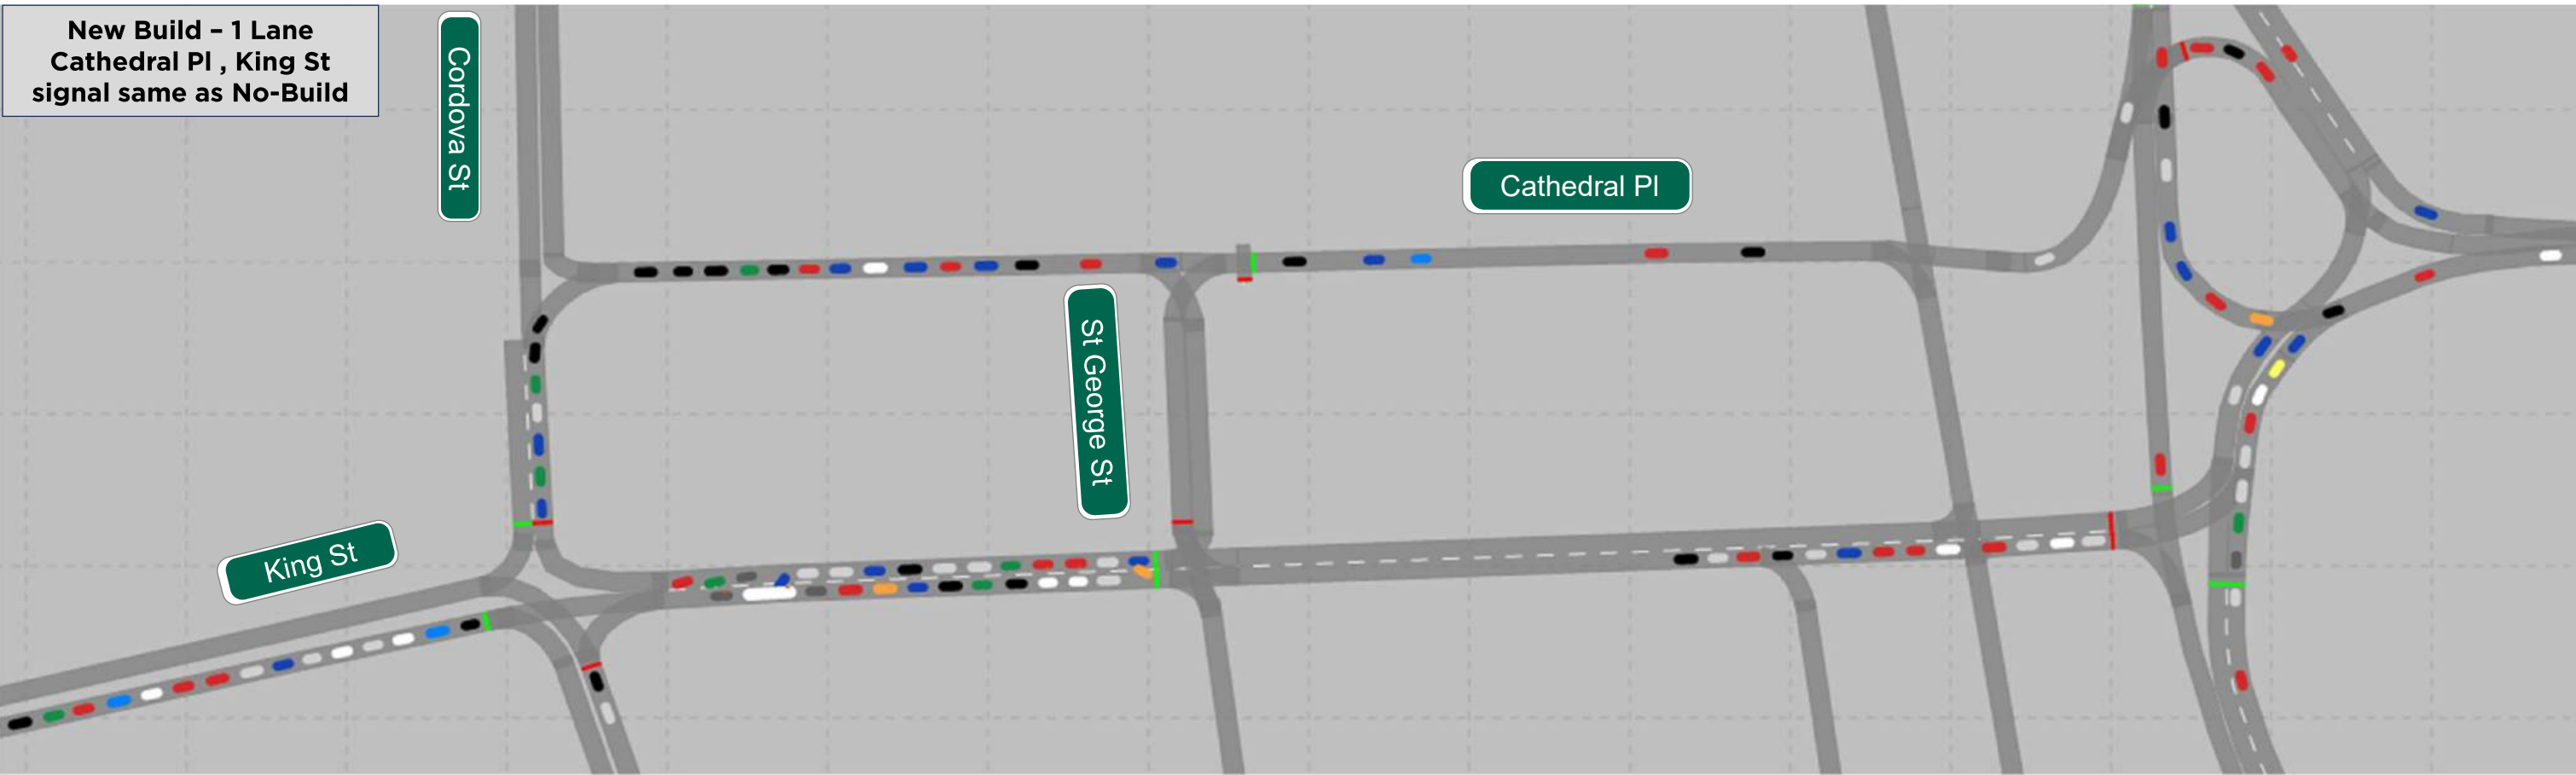 New Build – 1 Lane
Cathedral Pl , King St
signal same as No-Build
Cordova St
Cathedral Pl
St George St
King St